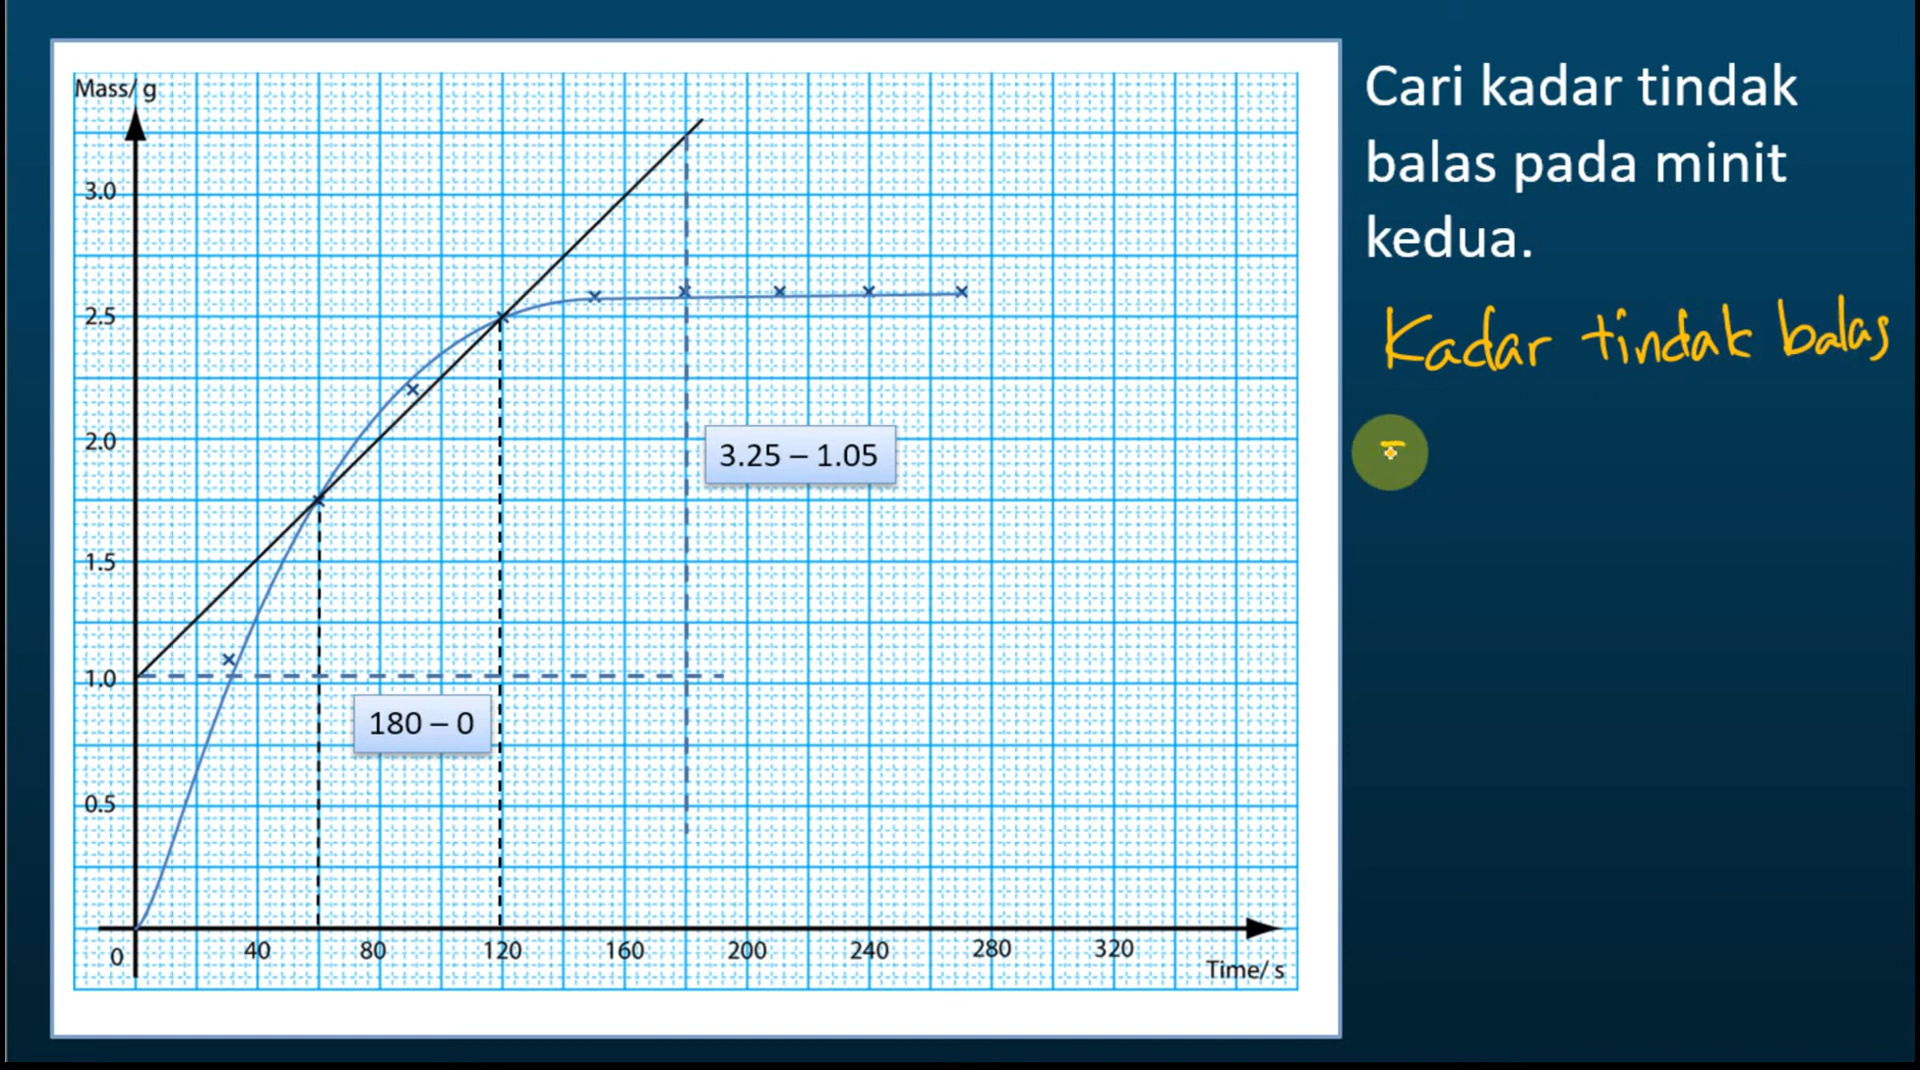 Mass/ g
3.0
2.5
2.0
1.5
1.0
0.5
0
40
80
120
160
200
240
280
320
Time/ s
3.25 – 1.05
180 – 0
Cari kadar tindak
balas pada minit
kedua.
Kadar tindak balas